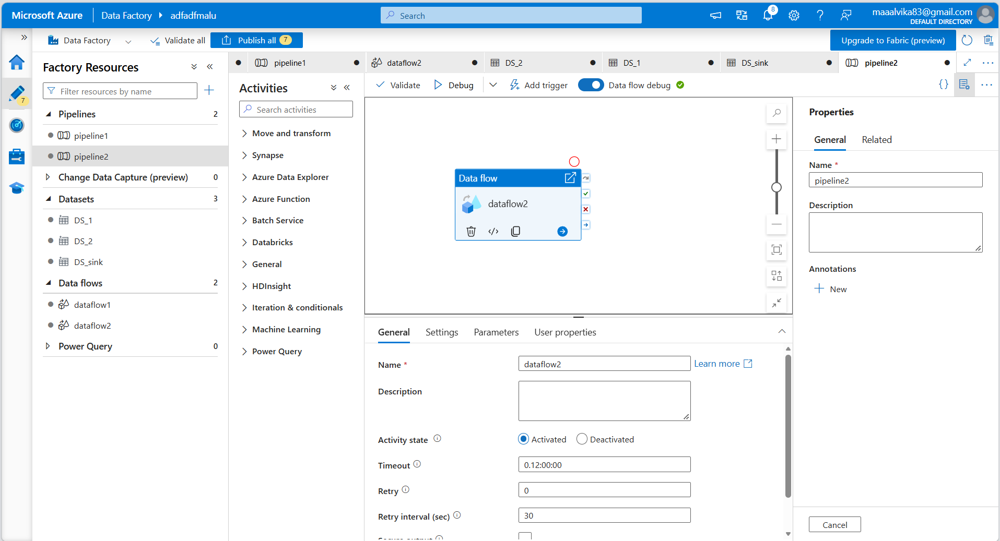 Microsoft Azure
Data Factory
adfadfmalu
Search
8
maaalvika83@gmail.com
DEFAULT DIRECTORY
Data Factory
Validate all
Publish all 7
Upgrade to Fabric (preview)
7
Factory Resources
Filter resources by name
Pipelines 2
pipeline1
pipeline2
Change Data Capture (preview) 0
Datasets 3
DS_1
DS_2
DS_sink
Data flows 2
dataflow1
dataflow2
Power Query 0
pipeline1
dataflow2
DS_2
DS_1
DS_sink
pipeline2
Activities
Search activities
Move and transform
Synapse
Azure Data Explorer
Azure Function
Batch Service
Databricks
General
HDInsight
Iteration & conditionals
Machine Learning
Power Query
Validate
Debug
Add trigger
Data flow debug
Data flow
dataflow2
General
Settings
Parameters
User properties
Name *
dataflow2
Learn more
Description
Activity state
Activated
Deactivated
Timeout
0.12:00:00
Retry
0
Retry interval (sec)
30
Secure output
Properties
General
Related
Name *
pipeline2
Description
Annotations
New
Cancel